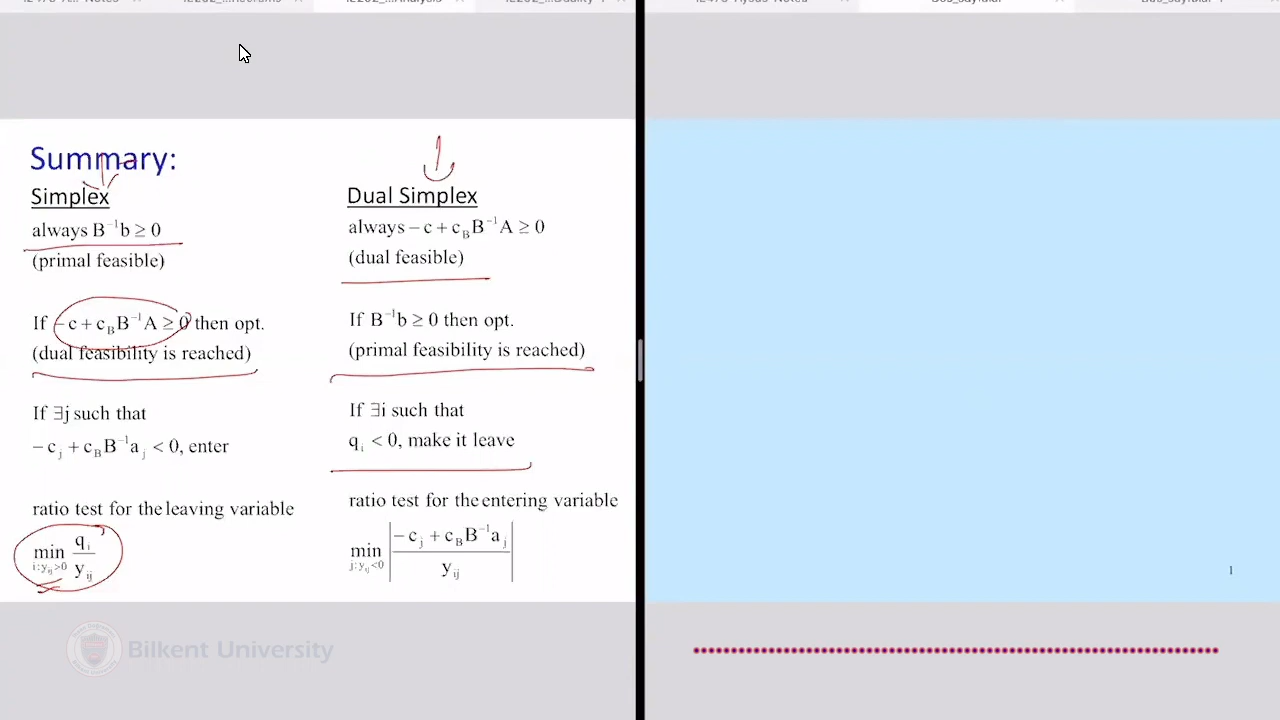 Summary:
Simplex
always B⁻¹b ≥ 0
(primal feasible)
If −c + c_B B⁻¹A ≥ 0 then opt.
(dual feasibility is reached)
If ∃j such that
−c_j + c_B B⁻¹a_j < 0, enter
ratio test for the leaving variable
min q_i / y_ij
i:y_ij>0
Dual Simplex
always −c + c_B B⁻¹A ≥ 0
(dual feasible)
If B⁻¹b ≥ 0 then opt.
(primal feasibility is reached)
If ∃i such that
q_i < 0, make it leave
ratio test for the entering variable
min |(−c_j + c_B B⁻¹a_j) / y_ij|
j:y_ij<0
1
Bilkent University